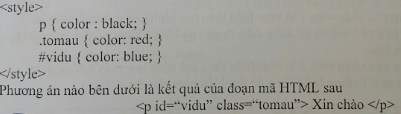 <style>
p { color : black; }
.tomau { color: red; }
#vidu { color: blue; }
</style>
Phương án nào bên dưới là kết quả của đoạn mã HTML sau
<p id=“vidu” class=“tomau”> Xin chào </p>